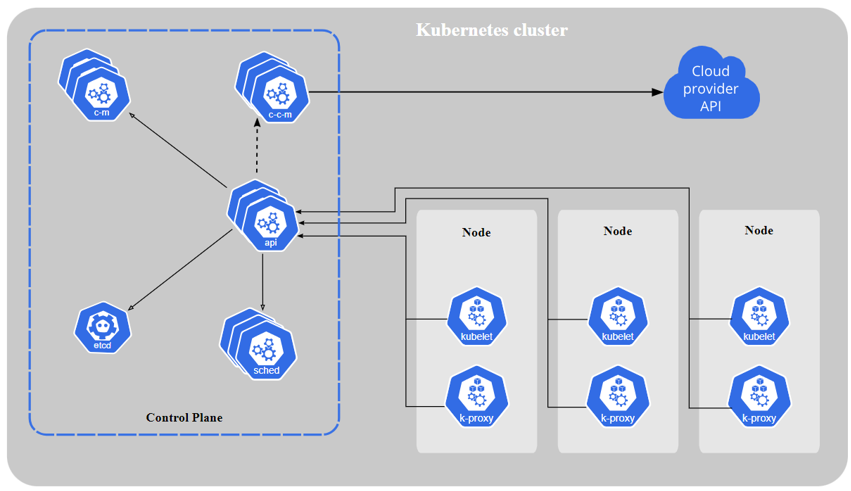 Kubernetes cluster
c-m
c-c-m
Cloud
provider
API
api
etcd
sched
Control Plane
Node
kubelet
k-proxy
Node
kubelet
k-proxy
Node
kubelet
k-proxy